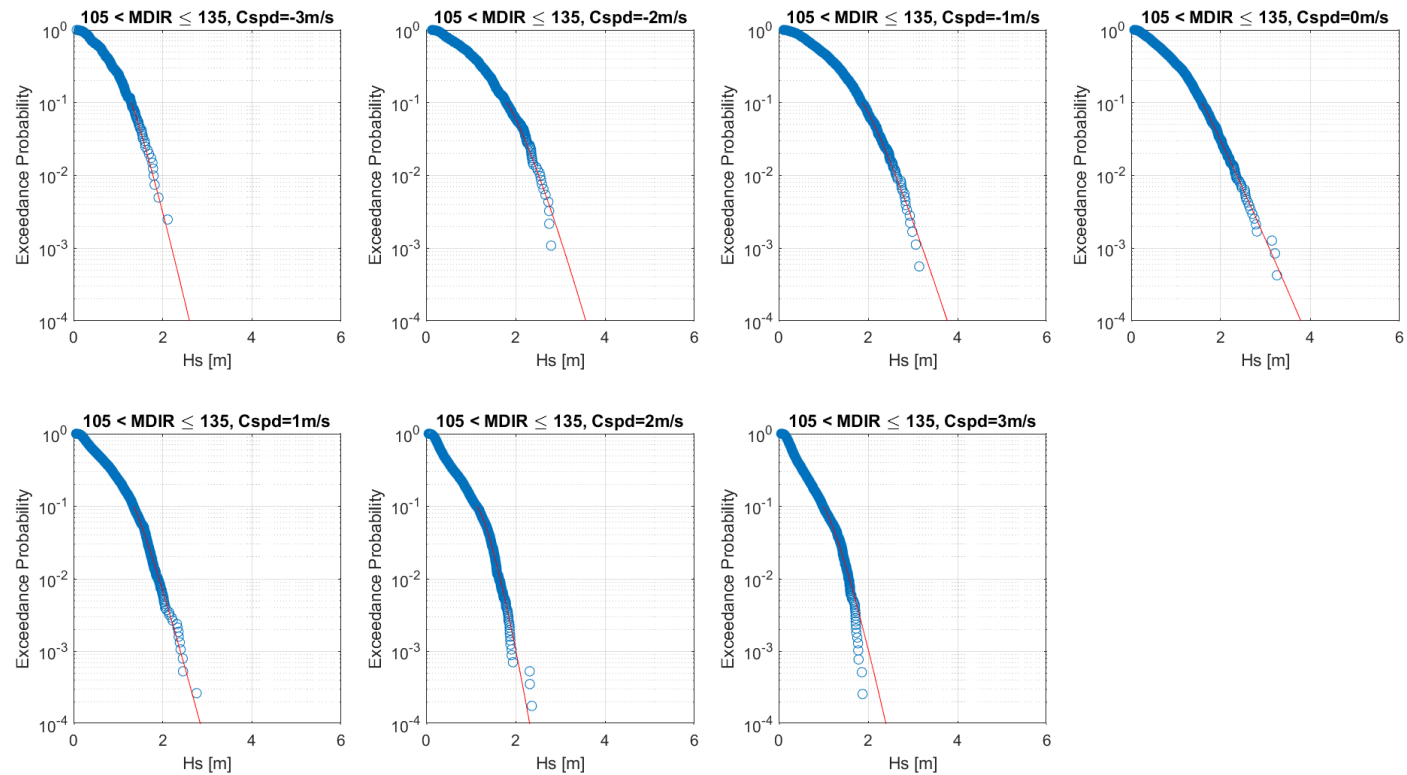 105 < MDIR ≤ 135, Cspd=-3m/s
105 < MDIR ≤ 135, Cspd=-2m/s
105 < MDIR ≤ 135, Cspd=-1m/s
105 < MDIR ≤ 135, Cspd=0m/s
Exceedance Probability
10^0
10^-1
10^-2
10^-3
10^-4
0 2 4 6
Hs [m]
Exceedance Probability
10^0
10^-1
10^-2
10^-3
10^-4
0 2 4 6
Hs [m]
Exceedance Probability
10^0
10^-1
10^-2
10^-3
10^-4
0 2 4 6
Hs [m]
Exceedance Probability
10^0
10^-1
10^-2
10^-3
10^-4
0 2 4 6
Hs [m]
105 < MDIR ≤ 135, Cspd=1m/s
105 < MDIR ≤ 135, Cspd=2m/s
105 < MDIR ≤ 135, Cspd=3m/s
Exceedance Probability
10^0
10^-1
10^-2
10^-3
10^-4
0 2 4 6
Hs [m]
Exceedance Probability
10^0
10^-1
10^-2
10^-3
10^-4
0 2 4 6
Hs [m]
Exceedance Probability
10^0
10^-1
10^-2
10^-3
10^-4
0 2 4 6
Hs [m]